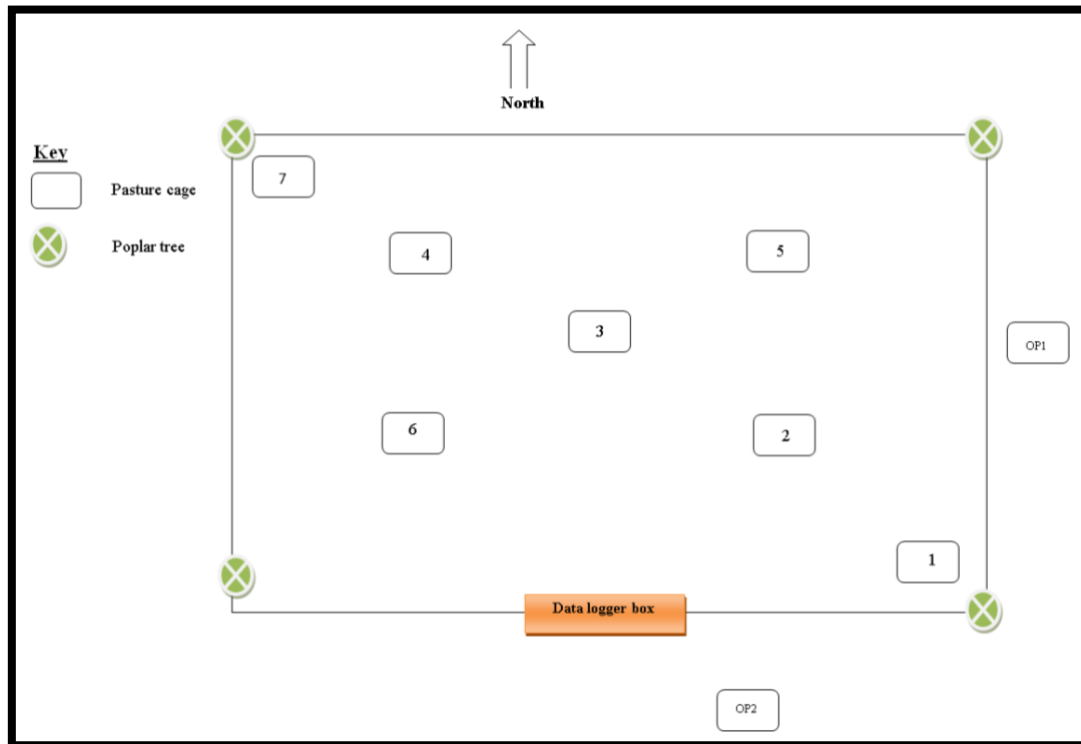 North
Key
Pasture cage
Poplar tree
7
4
5
3
OP1
6
2
1
Data logger box
OP2